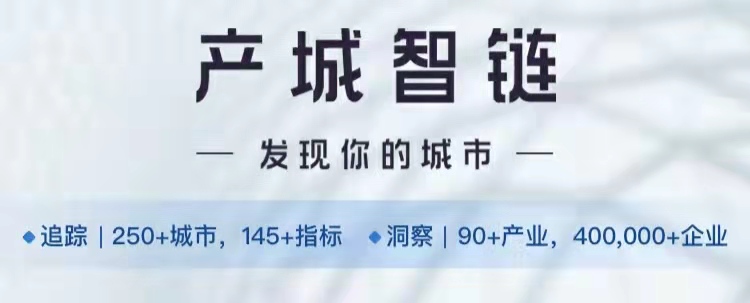 产城智链
— 发现你的城市 —
◆追踪｜250+城市，145+指标 ◆洞察｜90+产业，400,000+企业